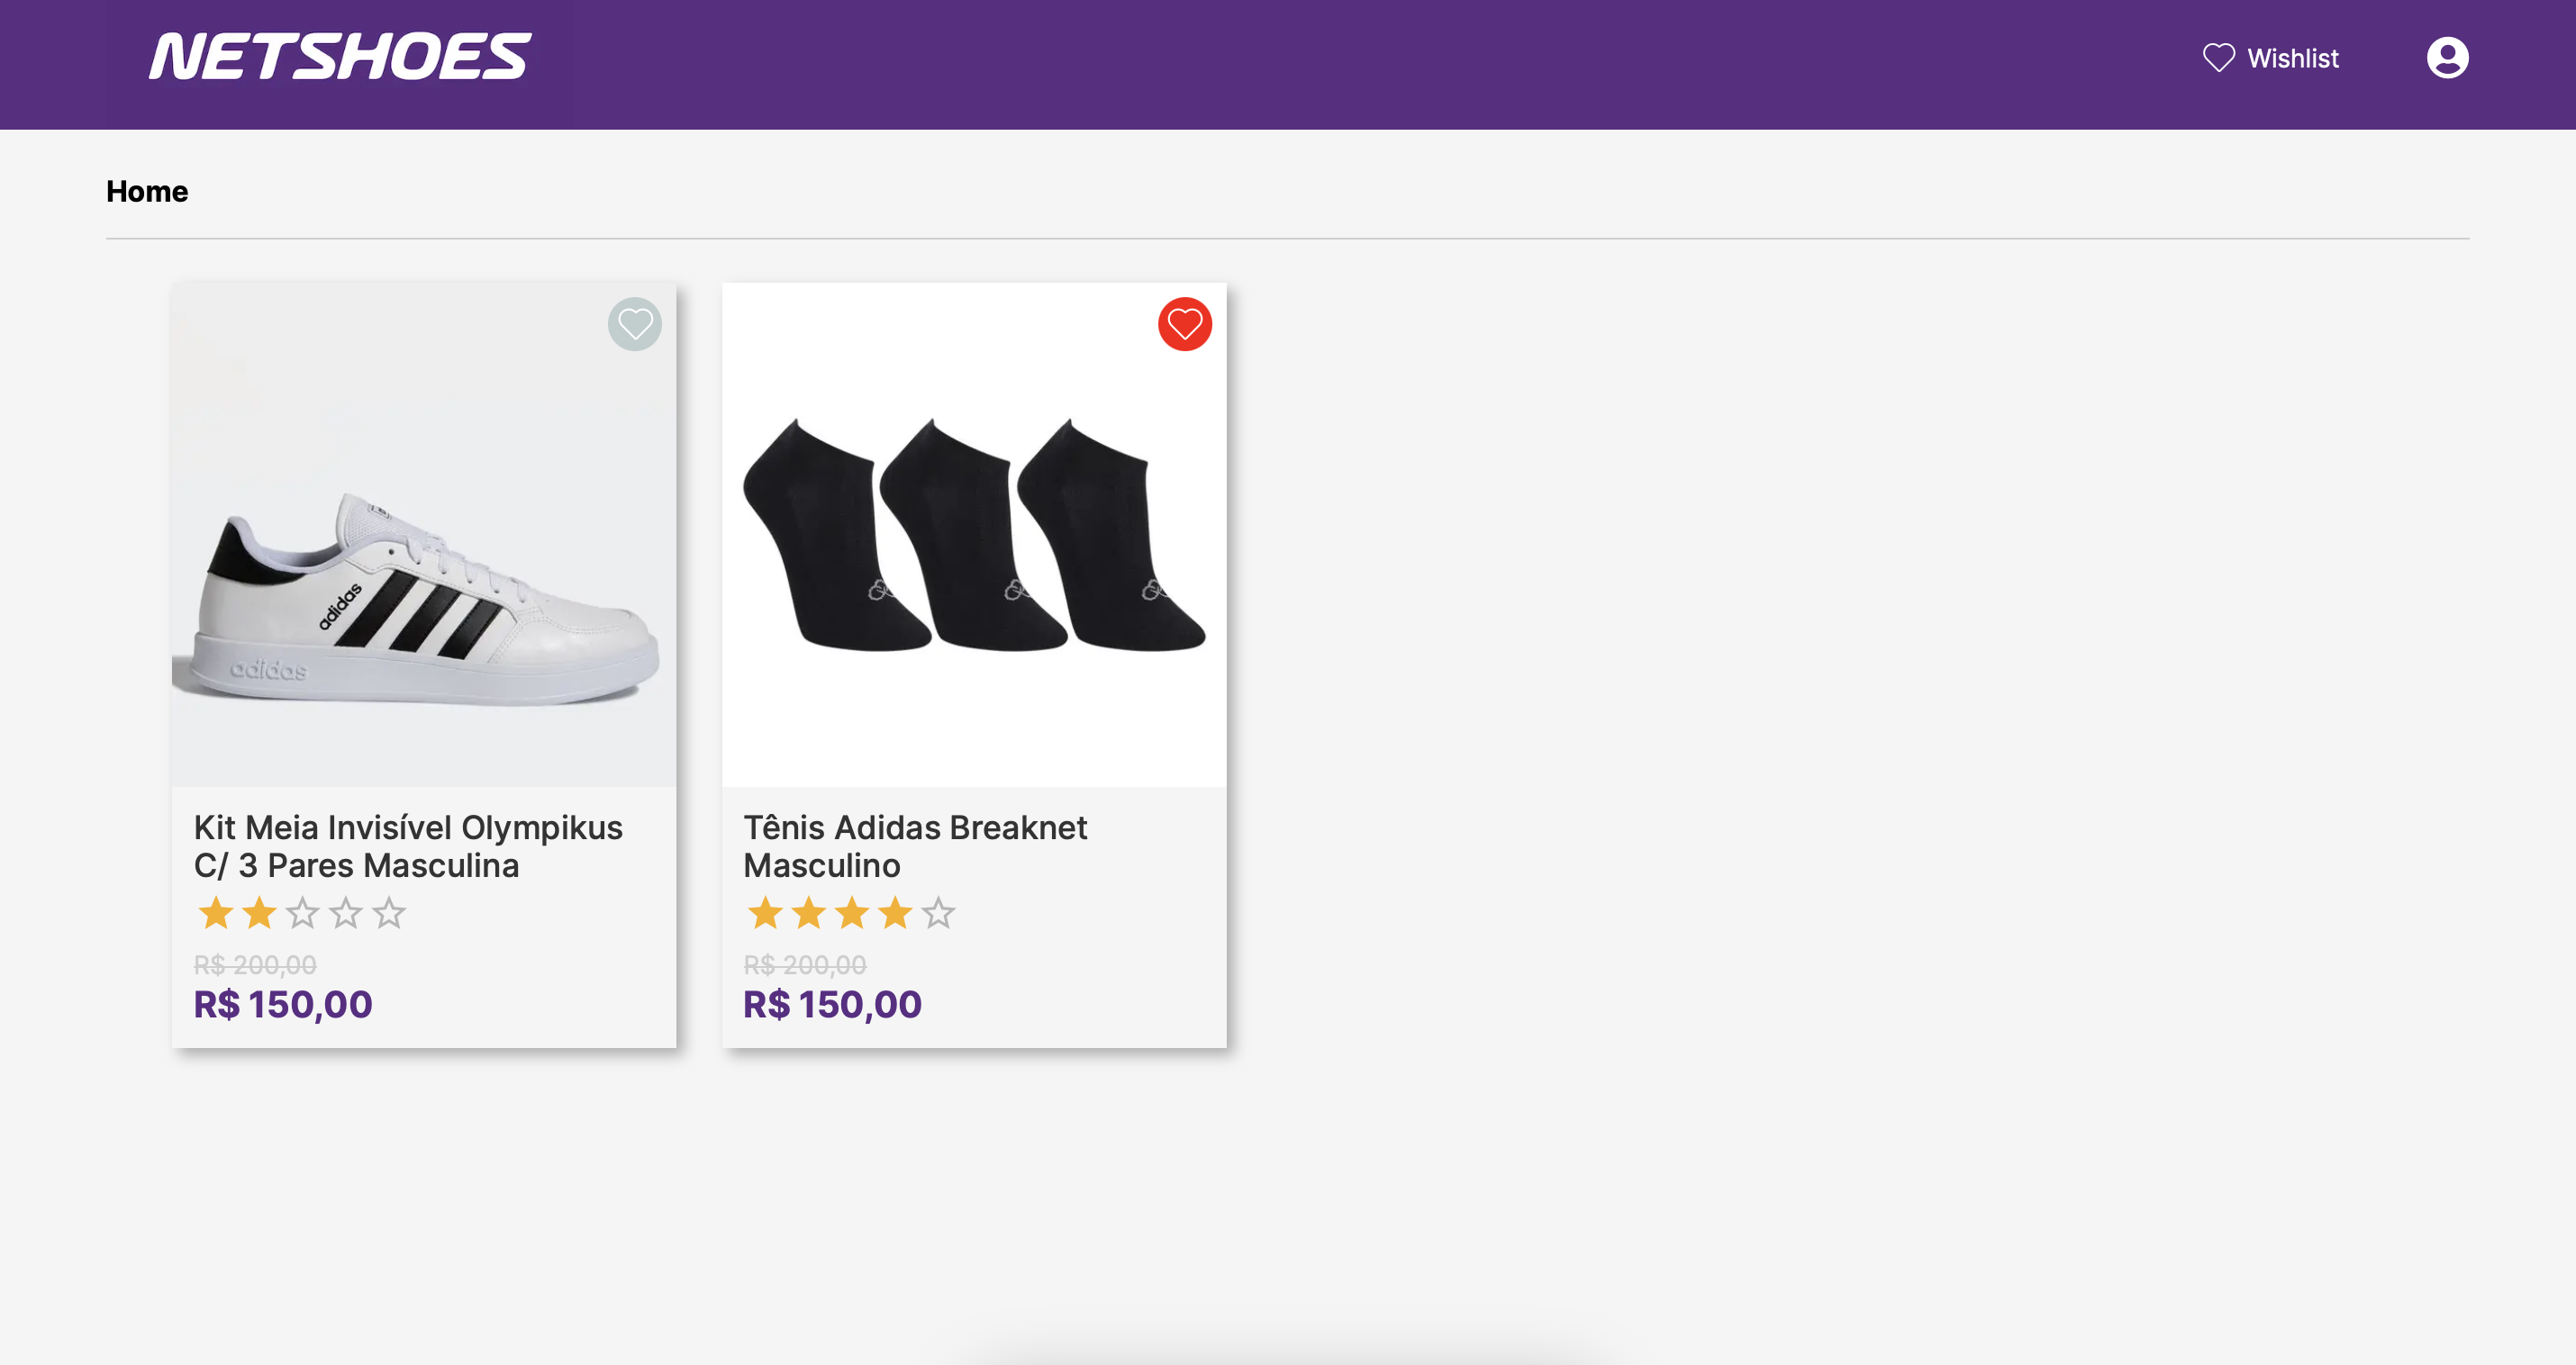 NETSHOES
Wishlist
Home
adidas
adidas
Kit Meia Invisível Olympikus
C/ 3 Pares Masculina
R$ 200,00
R$ 150,00
Tênis Adidas Breaknet
Masculino
R$ 200,00
R$ 150,00